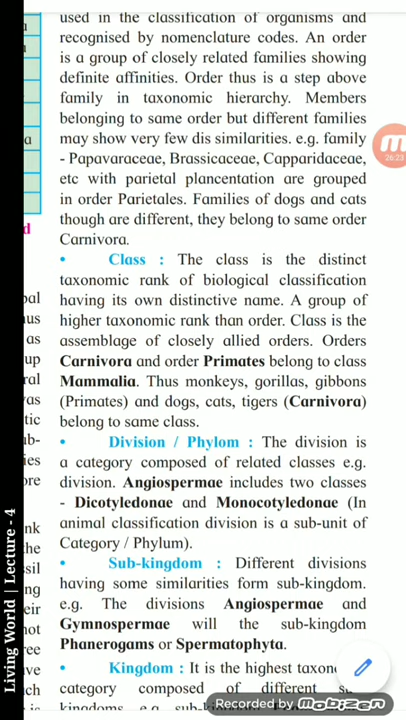 used in the classification of organisms and
recognised by nomenclature codes. An order
is a group of closely related families showing
definite affinities. Order thus is a step above
family in taxonomic hierarchy. Members
belonging to same order but different families
may show very few dis similarities. e.g. family
- Papavaraceae, Brassicaceae, Capparidaceae,
etc with parietal plancentation are grouped
in order Parietales. Families of dogs and cats
though are different, they belong to same order
Carnivora.
• Class : The class is the distinct
taxonomic rank of biological classification
having its own distinctive name. A group of
higher taxonomic rank than order. Class is the
assemblage of closely allied orders. Orders
Carnivora and order Primates belong to class
Mammalia. Thus monkeys, gorillas, gibbons
(Primates) and dogs, cats, tigers (Carnivora)
belong to same class.
• Division / Phylom : The division is
a category composed of related classes e.g.
division. Angiospermae includes two classes
- Dicotyledonae and Monocotyledonae (In
animal classification division is a sub-unit of
Category / Phylum).
• Sub-kingdom : Different divisions
having some similarities form sub-kingdom.
e.g. The divisions Angiospermae and
Gymnospermae will the sub-kingdom
Phanerogams or Spermatophyta.
• Kingdom : It is the highest taxon
category composed of different
kingdoms e.g.
26:23
Living World | Lecture - 4
Recorded by mobizen